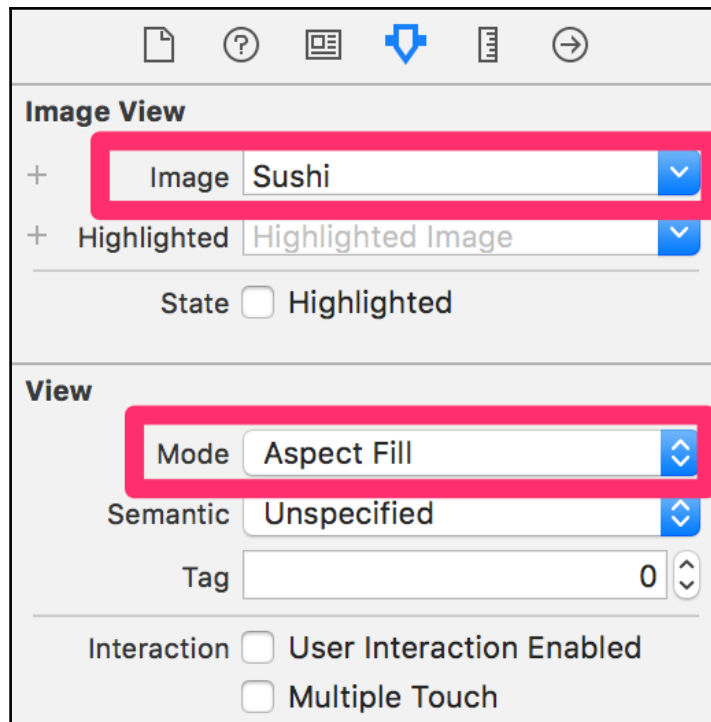 Image View
+ Image Sushi
+ Highlighted Highlighted Image
State Highlighted
View
Mode Aspect Fill
Semantic Unspecified
Tag 0
Interaction User Interaction Enabled
Multiple Touch